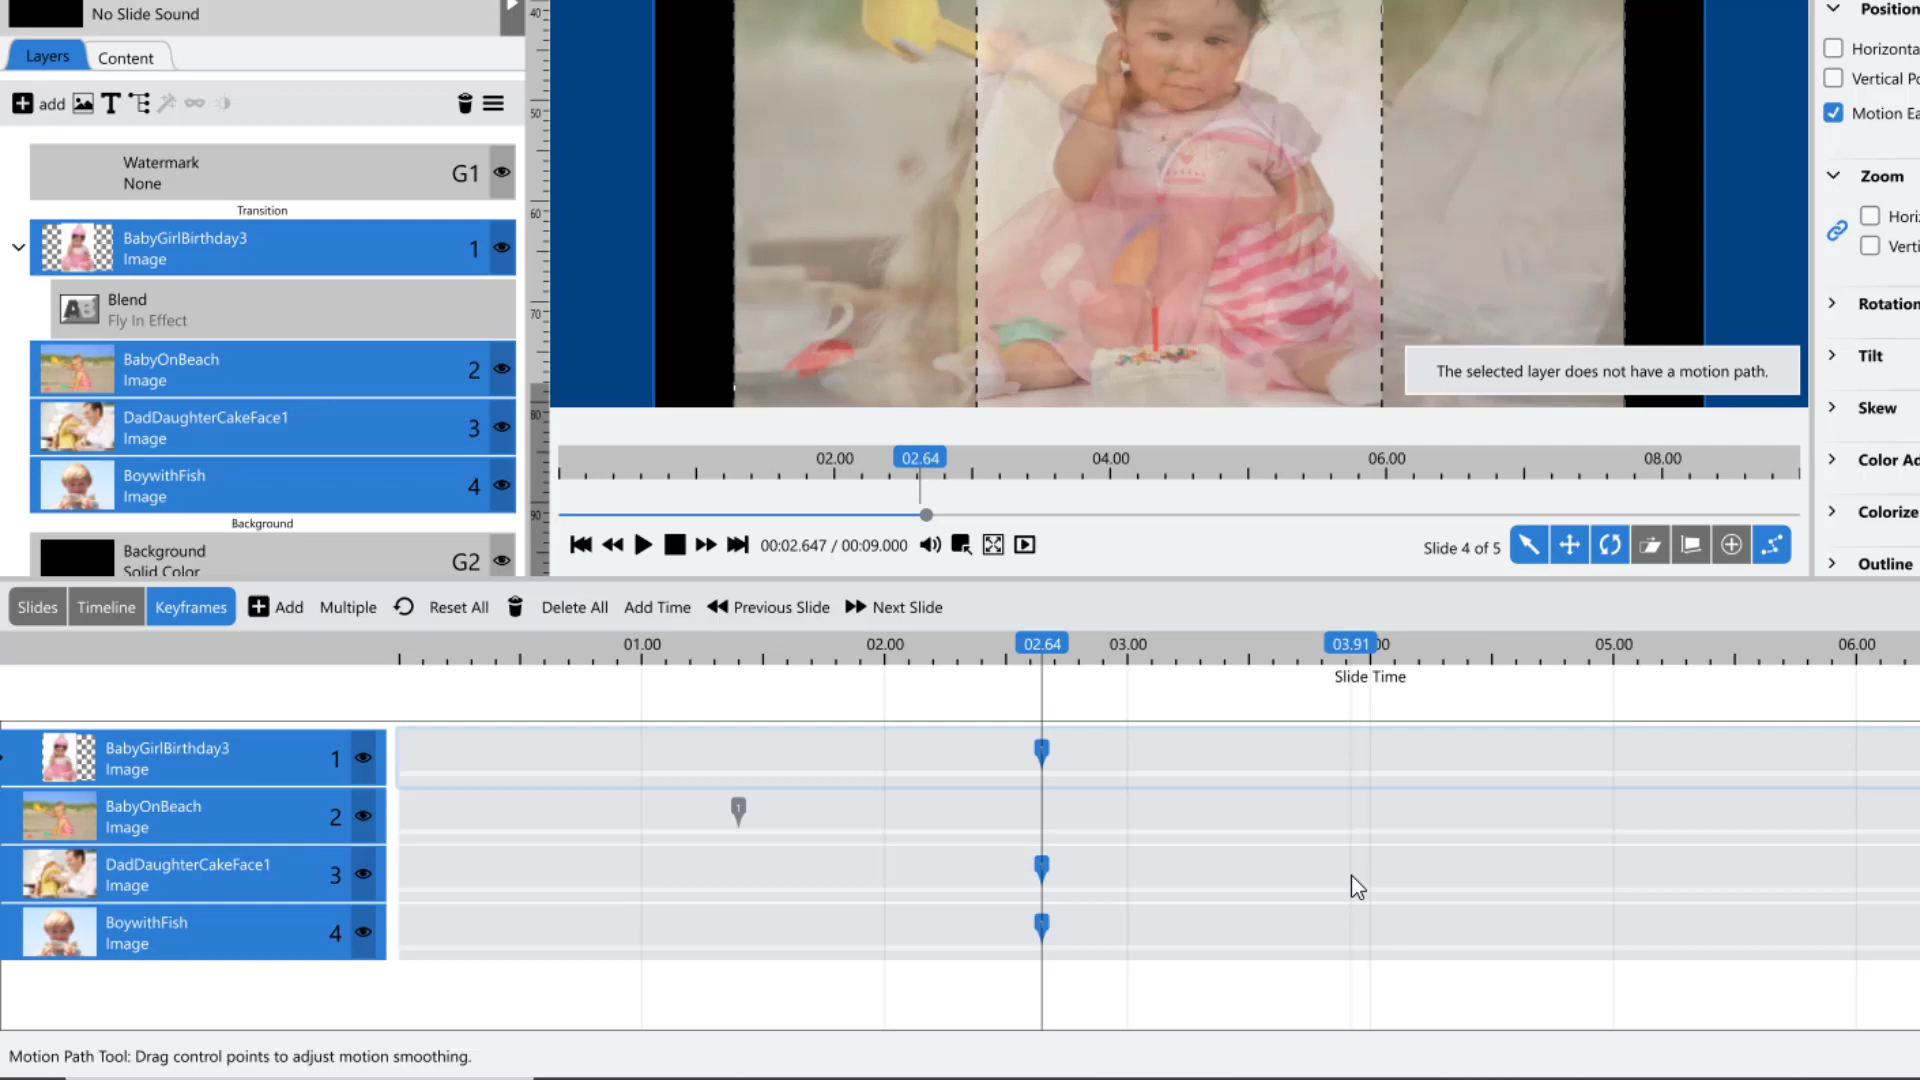 No Slide Sound
Layers
Content
add
Watermark
None
G1
Transition
BabyGirlBirthday3
Image
1
Blend
Fly In Effect
BabyOnBeach
Image
2
DadDaughterCakeFace1
Image
3
BoywithFish
Image
4
Background
Background
Solid Color
G2
40
50
60
70
80
90
The selected layer does not have a motion path.
02.00
02.64
04.00
06.00
08.00
00:02.647 / 00:09.000
Slide 4 of 5
Position
Horizonta
Vertical Po
Motion Ea
Zoom
Hori
Verti
Rotation
Tilt
Skew
Color Ad
Colorize
Outline
Slides
Timeline
Keyframes
Add
Multiple
Reset All
Delete All
Add Time
Previous Slide
Next Slide
01.00
02.00
02.64
03.00
03.91
05.00
06.00
Slide Time
BabyGirlBirthday3
Image
1
BabyOnBeach
Image
2
1
DadDaughterCakeFace1
Image
3
BoywithFish
Image
4
Motion Path Tool: Drag control points to adjust motion smoothing.